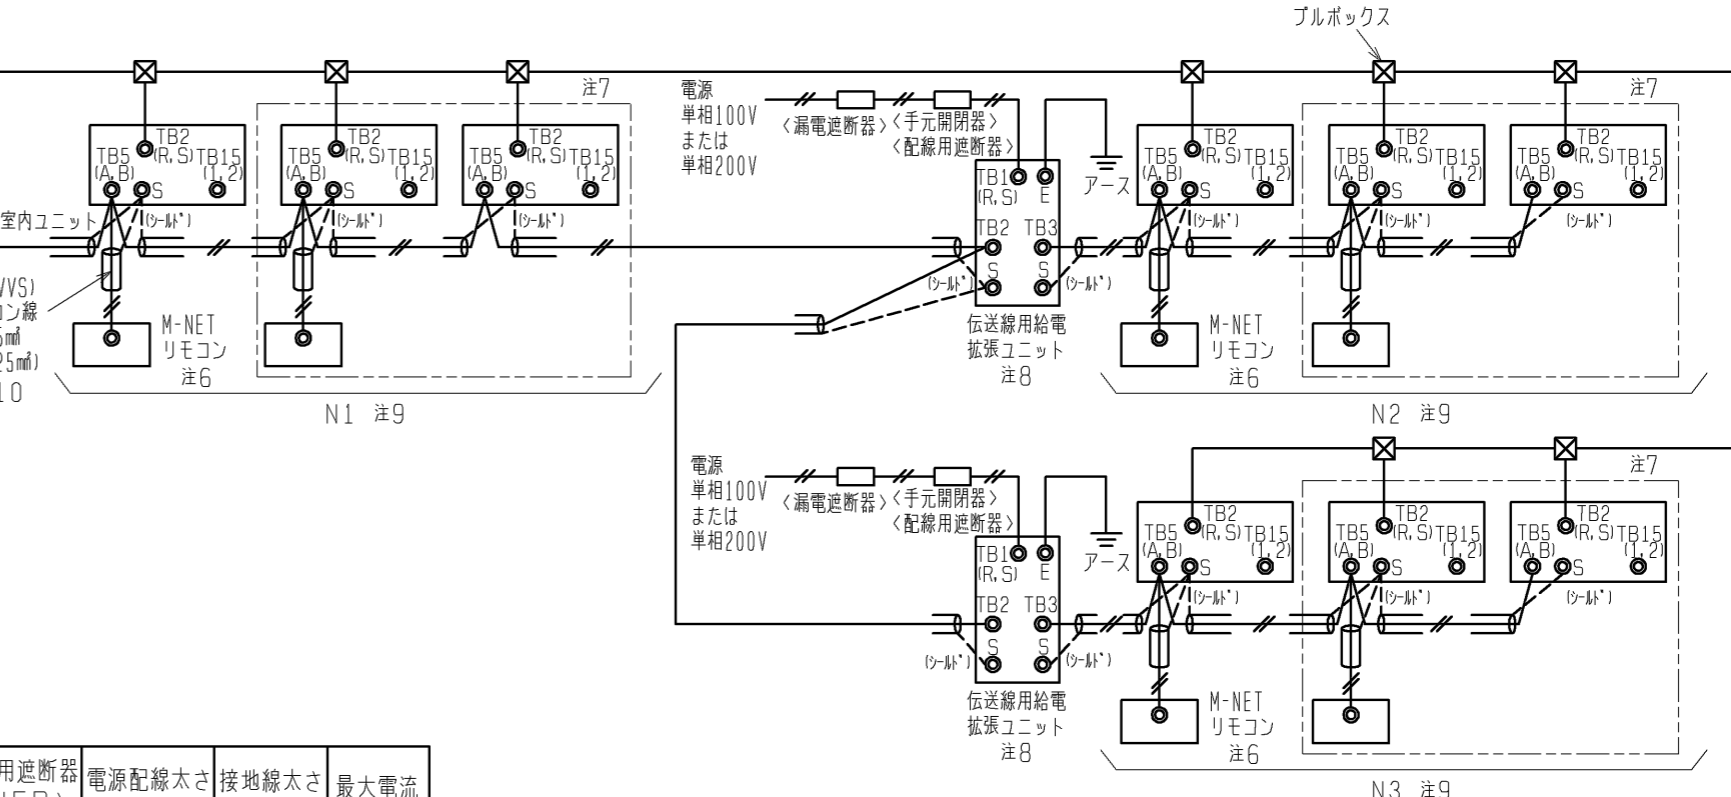 プルボックス
注7
電源
単相100V
または
単相200V
〈漏電遮断器〉
〈手元開閉器〉
〈配線用遮断器〉
アース
注7
TB2
(R,S)
TB5
(A,B)
S
TB15
(1,2)
(シールド)
TB2
(R,S)
TB5
(A,B)
S
TB15
(1,2)
(シールド)
TB2
(R,S)
TB5
(A,B)
S
TB15
(1,2)
(シールド)
室内ユニット
TB1
(R,S)
E
TB2
TB3
S
S
(シールド)
(シールド)
伝送線用給電
拡張ユニット
注8
TB2
(R,S)
TB5
(A,B)
S
TB15
(1,2)
(シールド)
TB2
(R,S)
TB5
(A,B)
S
TB15
(1,2)
(シールド)
TB2
(R,S)
TB5
(A,B)
S
TB15
(1,2)
(シールド)
VVS)
コン線
25㎟)
10
M-NET
リモコン
注6
N1 注9
M-NET
リモコン
注6
N2 注9
電源
単相100V
または
単相200V
〈漏電遮断器〉
〈手元開閉器〉
〈配線用遮断器〉
アース
注7
TB1
(R,S)
E
TB2
TB3
S
S
(シールド)
(シールド)
伝送線用給電
拡張ユニット
注8
TB2
(R,S)
TB5
(A,B)
S
TB15
(1,2)
(シールド)
TB2
(R,S)
TB5
(A,B)
S
TB15
(1,2)
(シールド)
TB2
(R,S)
TB5
(A,B)
S
TB15
(1,2)
(シールド)
M-NET
リモコン
注6
N3 注9
用遮断器
電源配線太さ
接地線太さ
最大電流